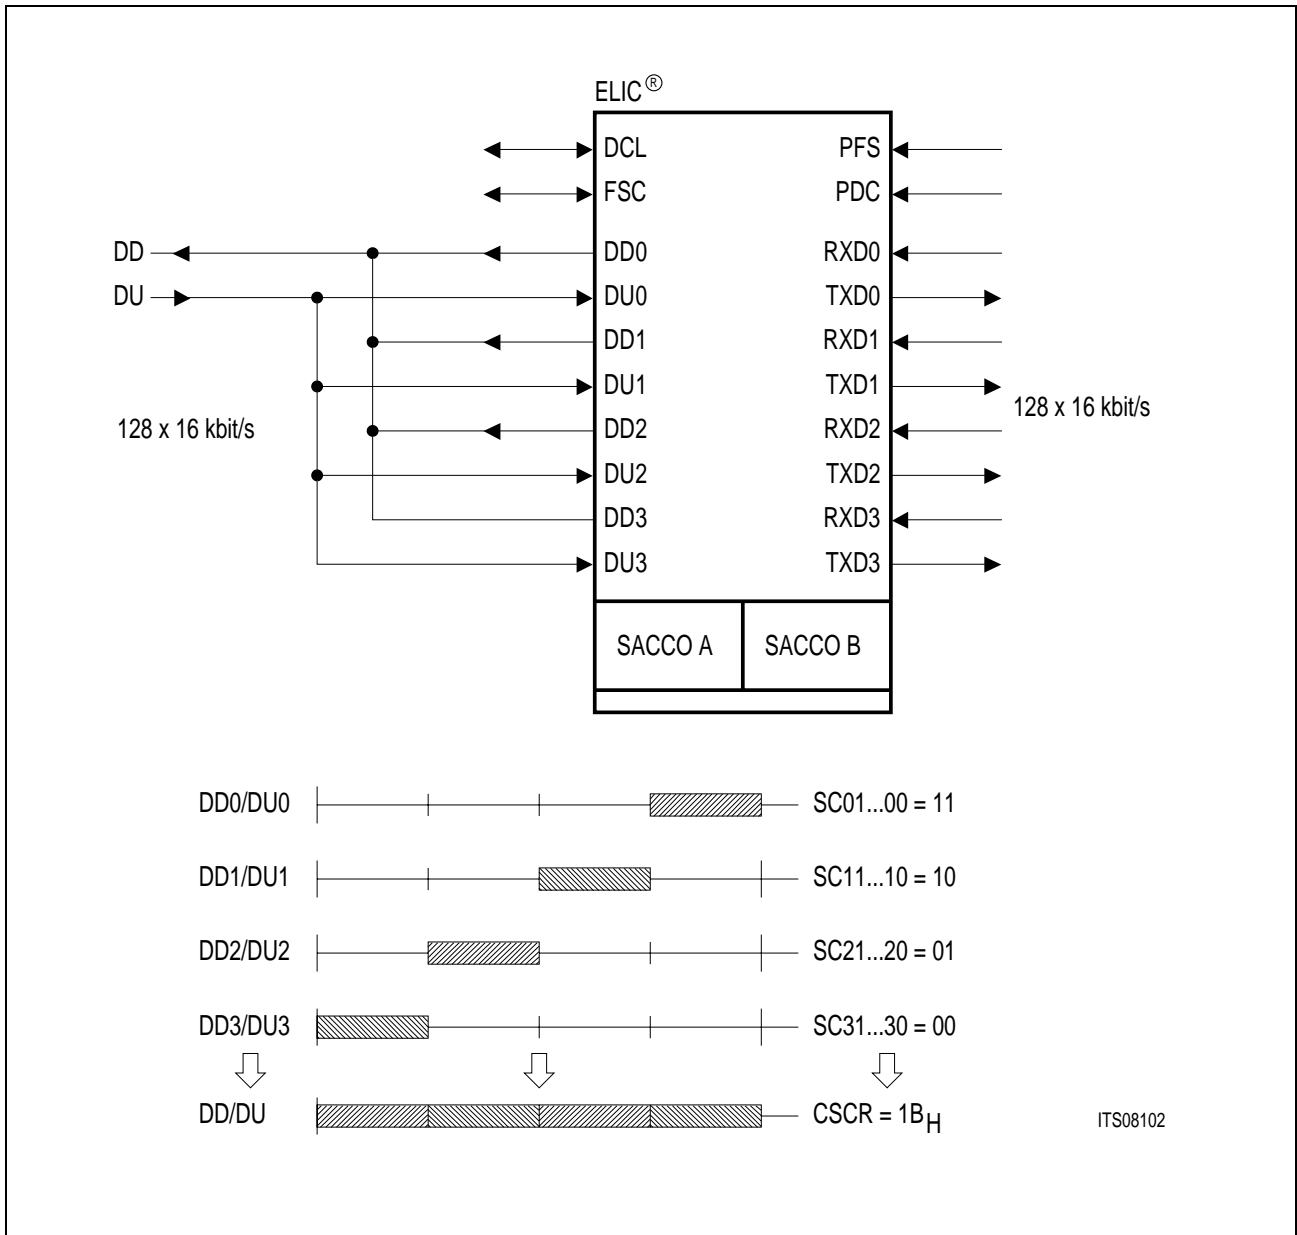 ELIC®
DCL PFS
FSC PDC
DD DD0 RXD0
DU DU0 TXD0
DD1 RXD1
DU1 TXD1
128 x 16 kbit/s
128 x 16 kbit/s
DD2 RXD2
DU2 TXD2
DD3 RXD3
DU3 TXD3
SACCO A SACCO B
DD0/DU0 SC01...00 = 11
DD1/DU1 SC11...10 = 10
DD2/DU2 SC21...20 = 01
DD3/DU3 SC31...30 = 00
DD/DU CSCR = 1BH
ITS08102